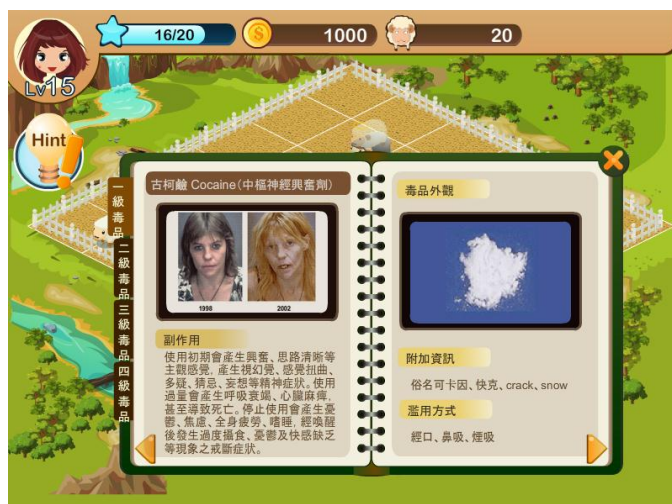 Lv15
16/20
1000
20
Hint
一級毒品
二級毒品
三級毒品
四級毒品
古柯鹼 Cocaine(中樞神經興奮劑)
1998
2002
副作用
使用初期會產生興奮、思路清晰等
主觀感覺, 產生視幻覺、感覺扭曲、
多疑、猜忌、妄想等精神症狀。使用
過量會產生呼吸衰竭、心臟麻痺,
甚至導致死亡。停止使用會產生憂
鬱、焦慮、全身疲勞、嗜睡, 經喚醒
後發生過度攝食、憂鬱及快感缺乏
等現象之戒斷症狀。
毒品外觀
附加資訊
俗名可卡因、快克、crack、snow
濫用方式
經口、鼻吸、煙吸